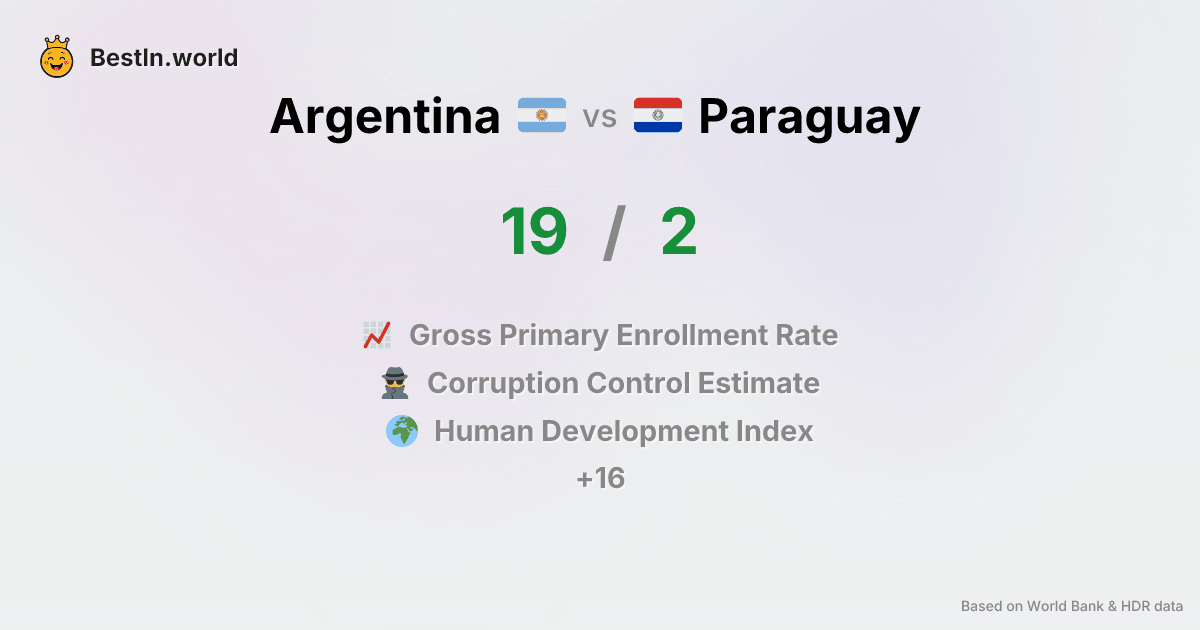 BestIn.world
Argentina vs Paraguay
19 / 2
Gross Primary Enrollment Rate
Corruption Control Estimate
Human Development Index
+16
Based on World Bank & HDR data